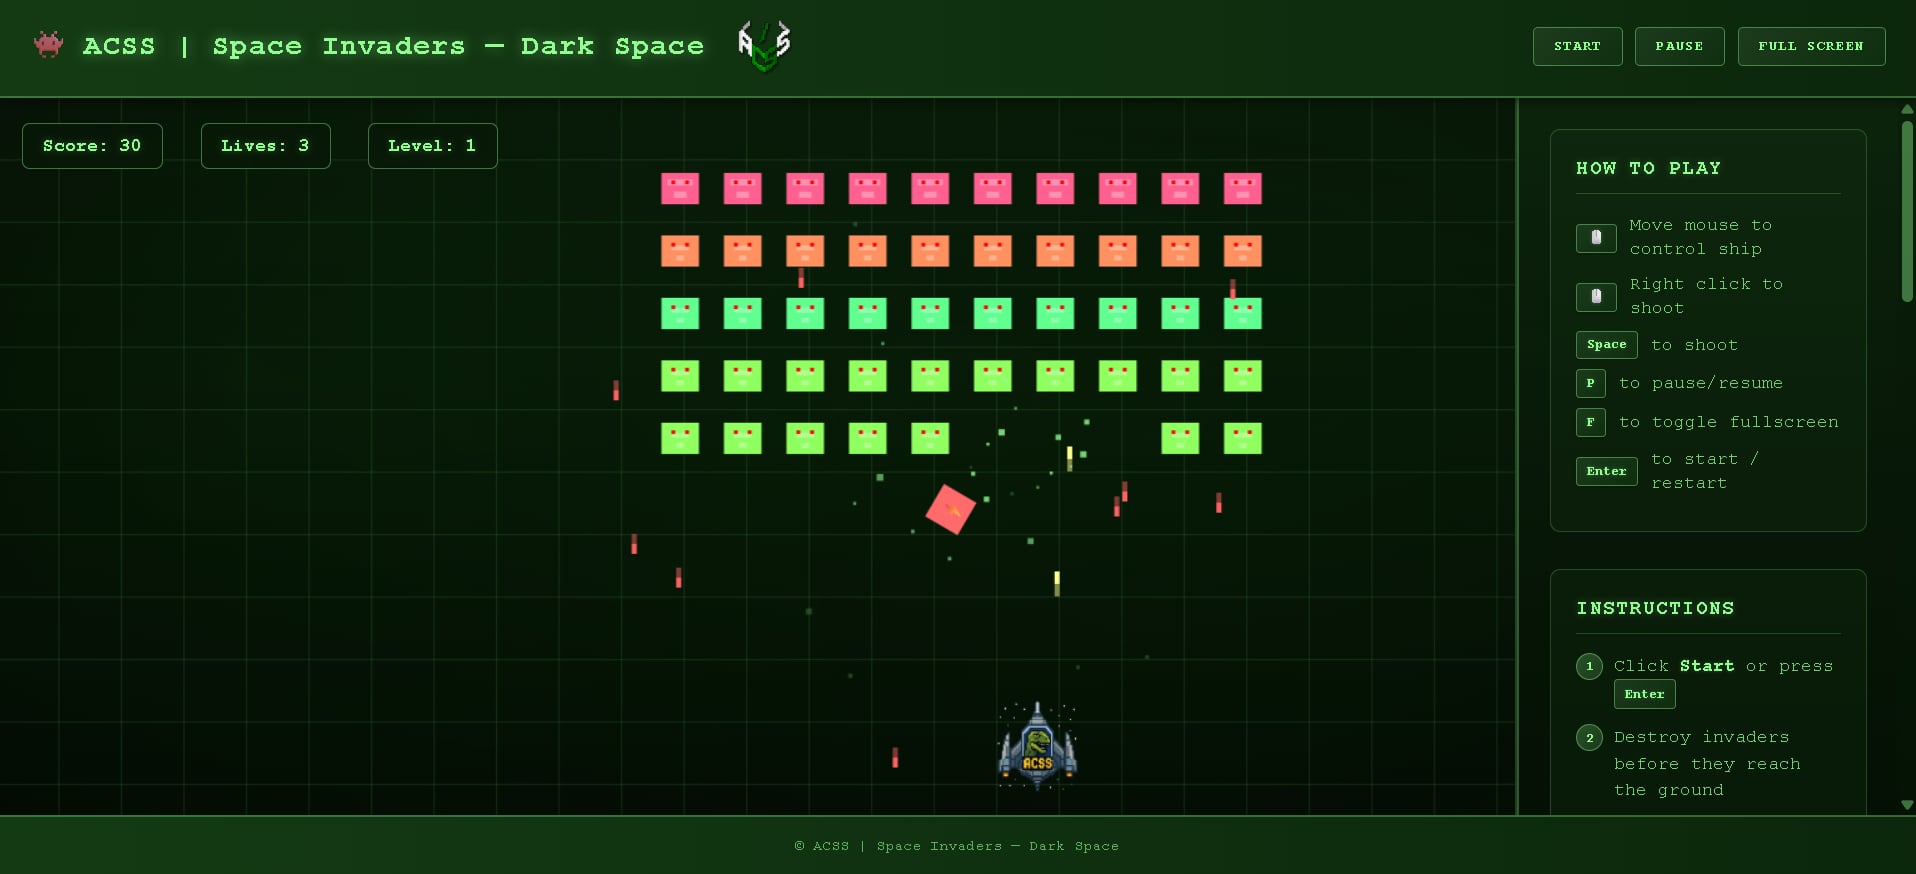 ACSS | Space Invaders — Dark Space
AS
START
PAUSE
FULL SCREEN
Score: 30
Lives: 3
Level: 1
HOW TO PLAY
Move mouse to
control ship
Right click to
shoot
Space to shoot
P to pause/resume
F to toggle fullscreen
Enter to start /
restart
INSTRUCTIONS
1 Click Start or press
Enter
2 Destroy invaders
before they reach
the ground
ACSS
© ACSS | Space Invaders — Dark Space